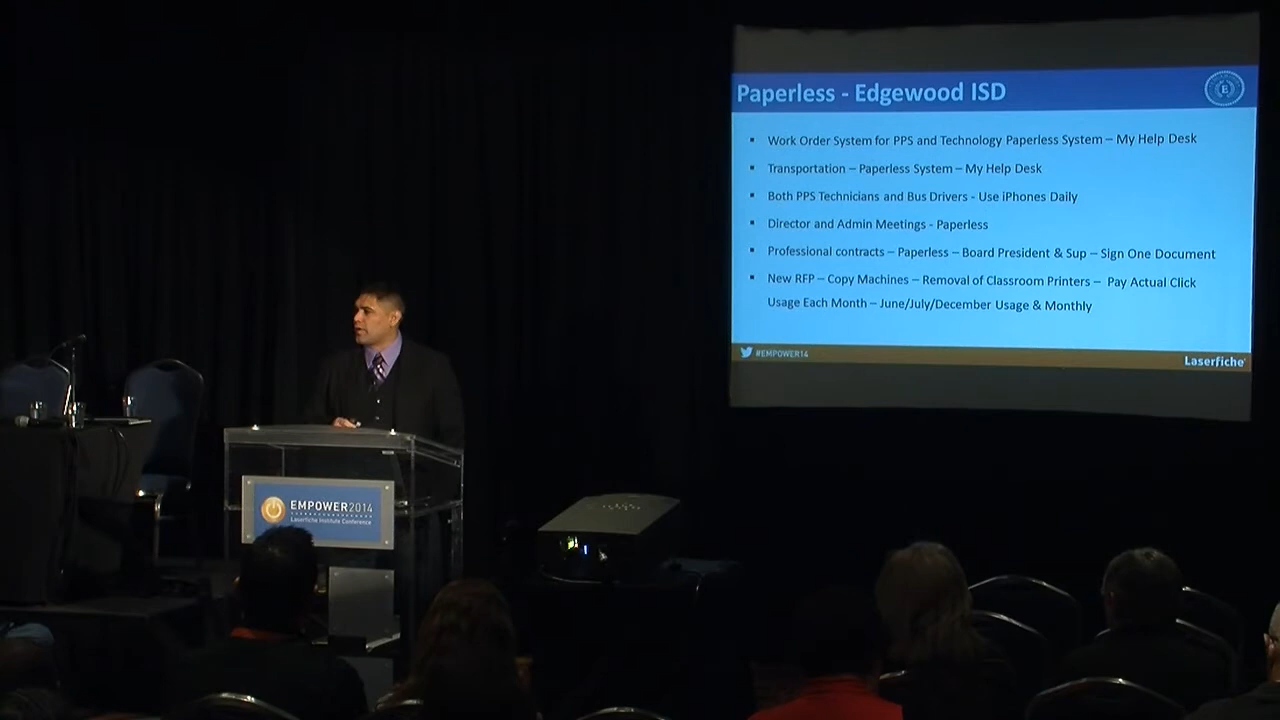 Paperless - Edgewood ISD
E
Work Order System for PPS and Technology Paperless System – My Help Desk
Transportation – Paperless System – My Help Desk
Both PPS Technicians and Bus Drivers - Use iPhones Daily
Director and Admin Meetings - Paperless
Professional contracts – Paperless – Board President & Sup – Sign One Document
New RFP – Copy Machines – Removal of Classroom Printers – Pay Actual Click
Usage Each Month – June/July/December Usage & Monthly
#EMPOWER14
Laserfiche
EMPOWER2014
Laserfiche Institute Conference